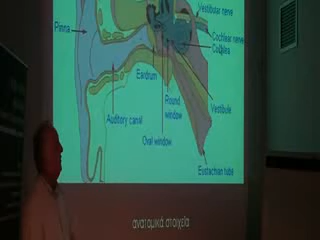 Vestibular nerve
Pinna
Cochlear nerve
Cochlea
Eardrum
Round
window
Vestibule
Auditory canal
Oval window
Eustachian tube
ανατομικά στοιχεία